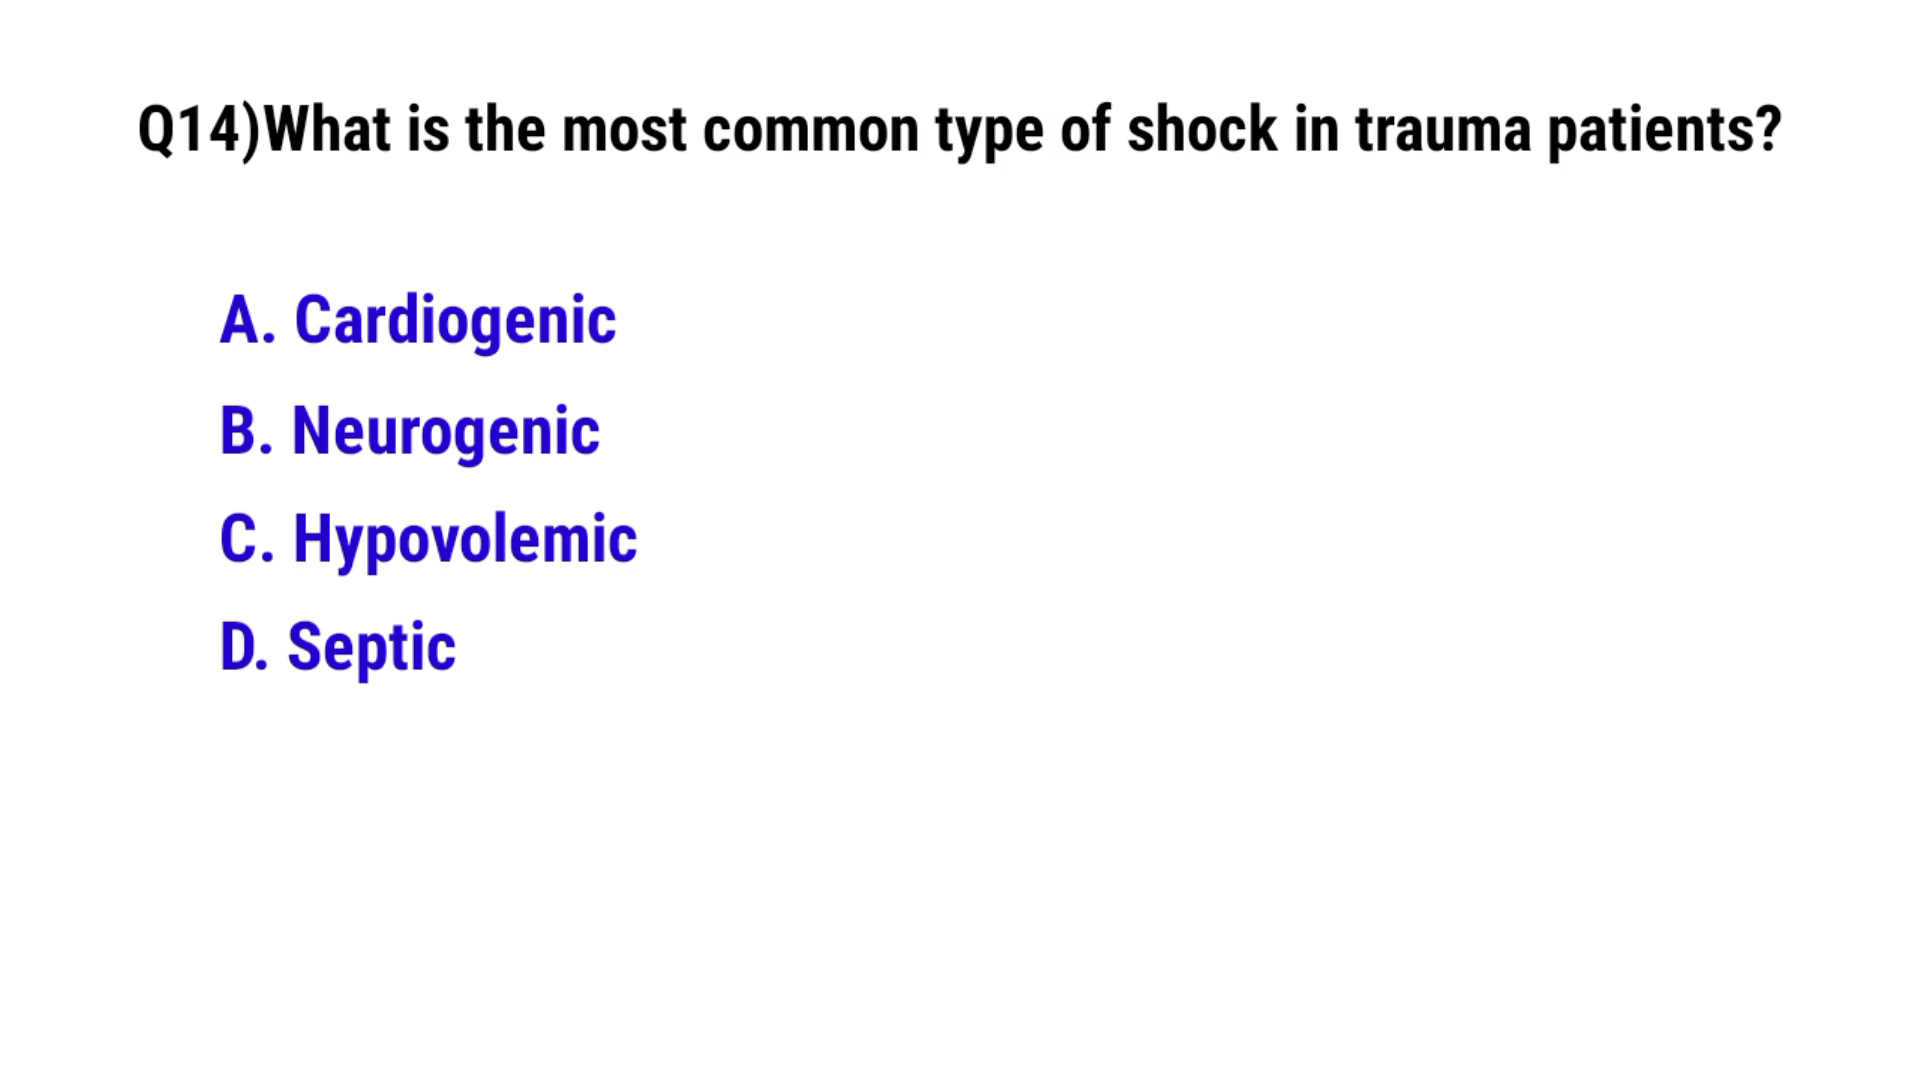 Q14)What is the most common type of shock in trauma patients?
A. Cardiogenic
B. Neurogenic
C. Hypovolemic
D. Septic